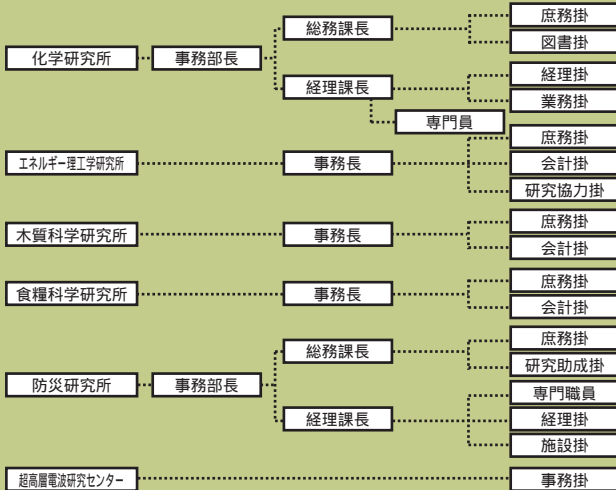 化学研究所
事務部長
総務課長
庶務掛
図書掛
経理課長
経理掛
業務掛
専門員
エネルギー理工学研究所
事務長
庶務掛
会計掛
研究協力掛
木質科学研究所
事務長
庶務掛
会計掛
食糧科学研究所
事務長
庶務掛
会計掛
防災研究所
事務部長
総務課長
庶務掛
研究助成掛
経理課長
専門職員
経理掛
施設掛
超高層電波研究センター
事務掛